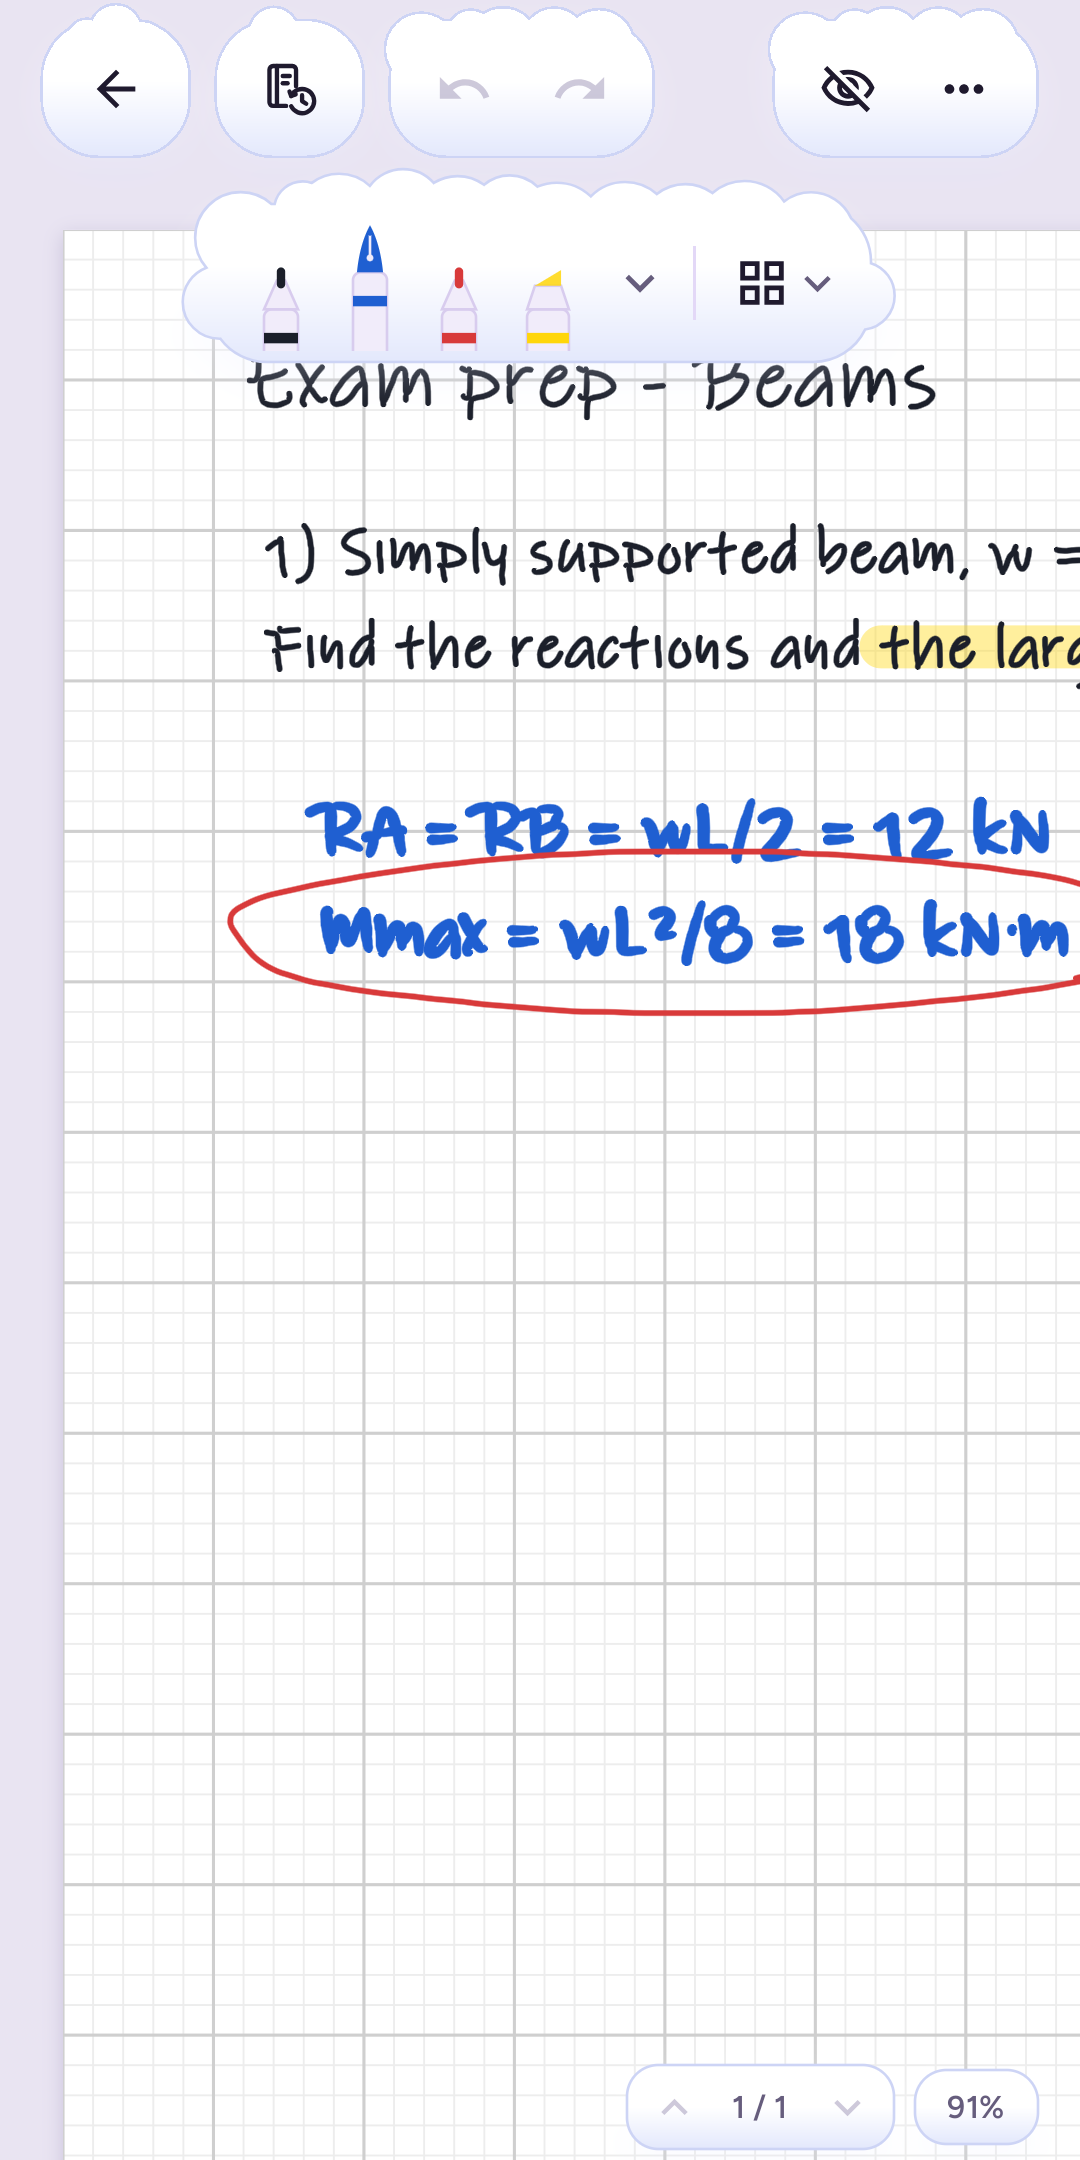 Exam prep - Beams
1) Simply supported beam, w =
Find the reactions and the larg
RA = RB = wL/2 = 12 kN
Mmax = wL²/8 = 18 kN·m
1 / 1
91%